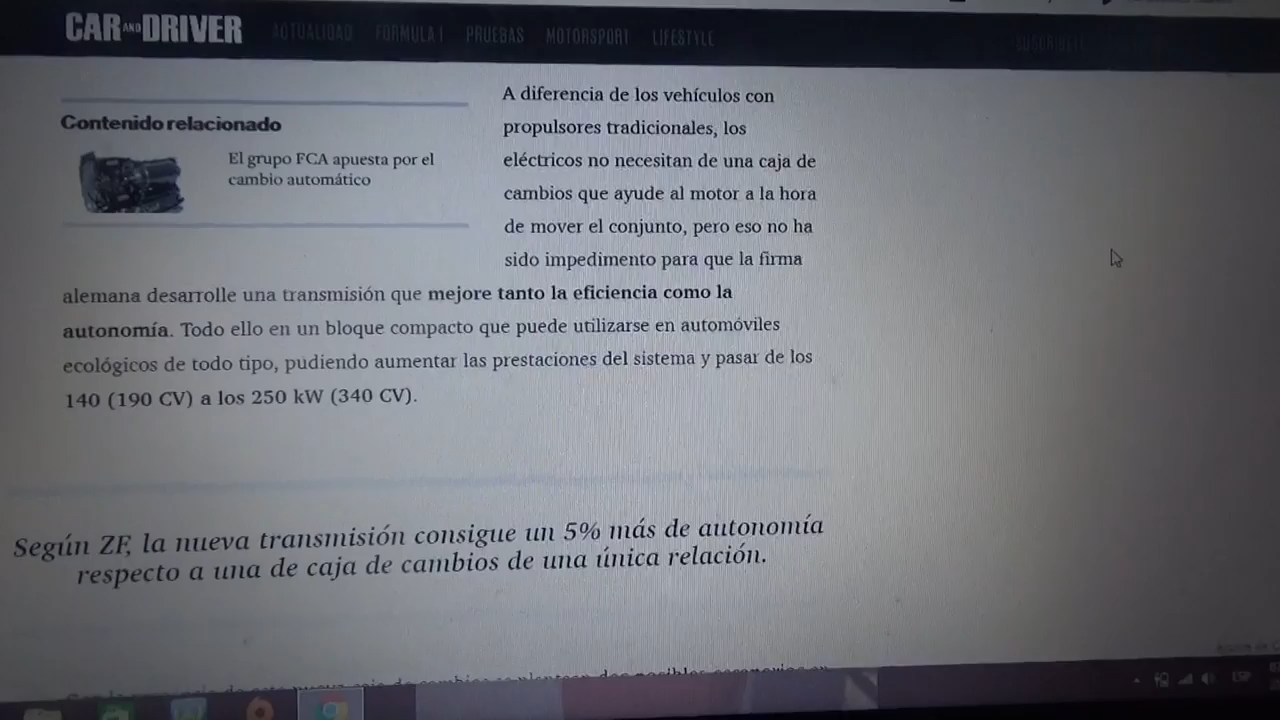 CAR AND DRIVER ACTUALIDAD FORMULA 1 PRUEBAS MOTORSPORT LIFESTYLE
Contenido relacionado
El grupo FCA apuesta por el
cambio automático
A diferencia de los vehículos con
propulsores tradicionales, los
eléctricos no necesitan de una caja de
cambios que ayude al motor a la hora
de mover el conjunto, pero eso no ha
sido impedimento para que la firma
alemana desarrolle una transmisión que mejore tanto la eficiencia como la
autonomía. Todo ello en un bloque compacto que puede utilizarse en automóviles
ecológicos de todo tipo, pudiendo aumentar las prestaciones del sistema y pasar de los
140 (190 CV) a los 250 kW (340 CV).
Según ZF, la nueva transmisión consigue un 5% más de autonomía
respecto a una de caja de cambios de una única relación.
ESP